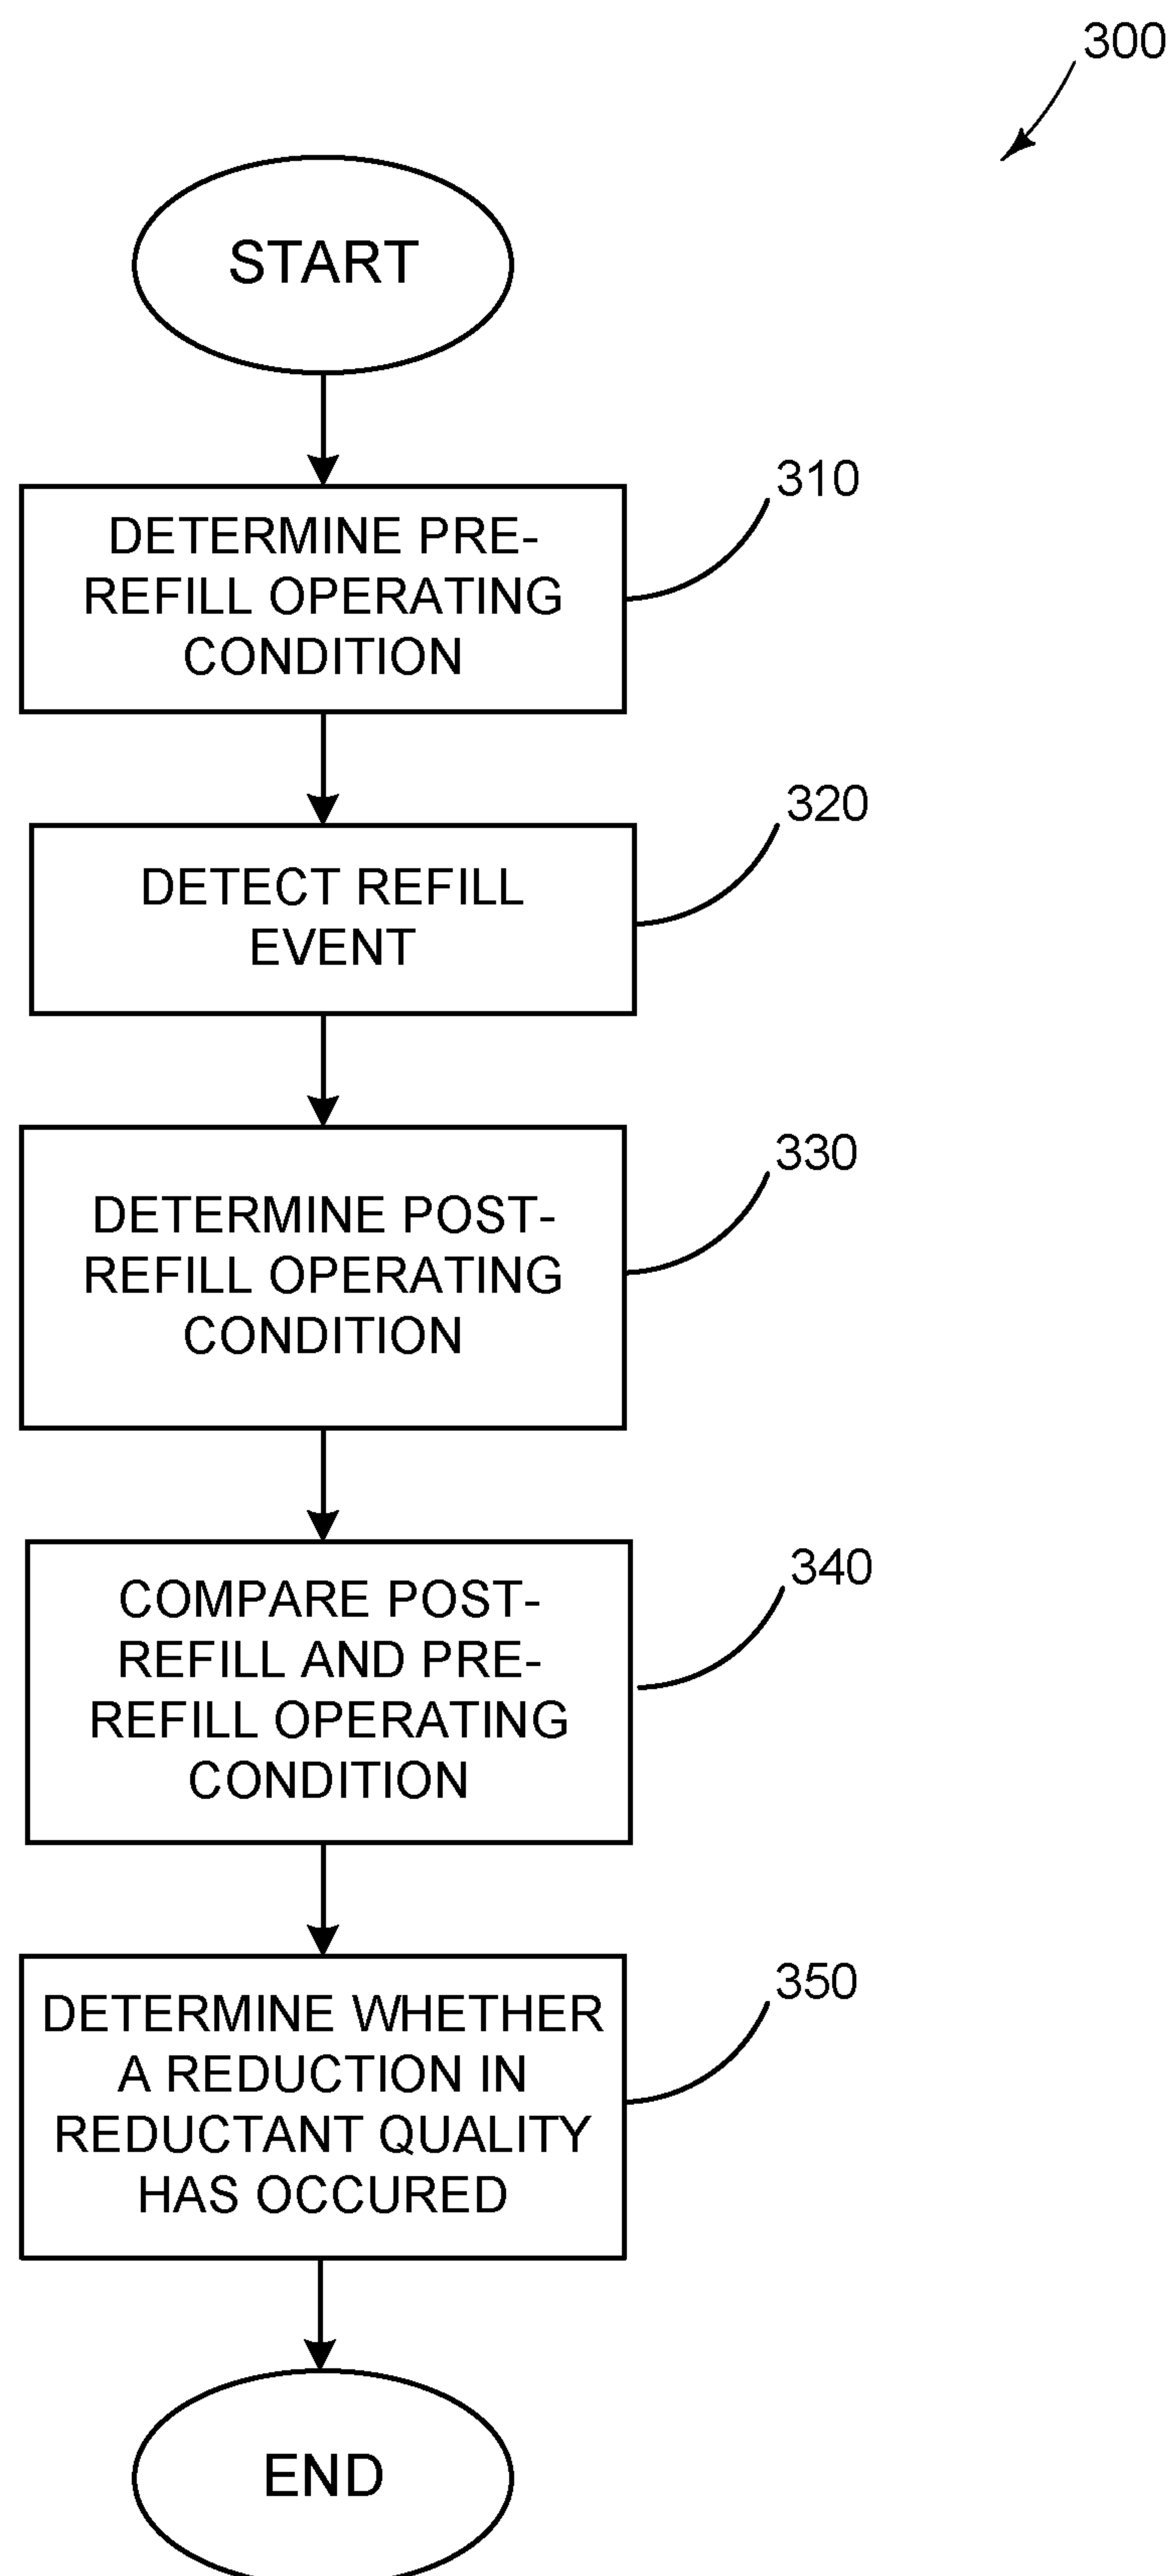 300
START
310
DETERMINE PRE-
REFILL OPERATING
CONDITION
320
DETECT REFILL
EVENT
330
DETERMINE POST-
REFILL OPERATING
CONDITION
340
COMPARE POST-
REFILL AND PRE-
REFILL OPERATING
CONDITION
350
DETERMINE WHETHER
A REDUCTION IN
REDUCTANT QUALITY
HAS OCCURED
END